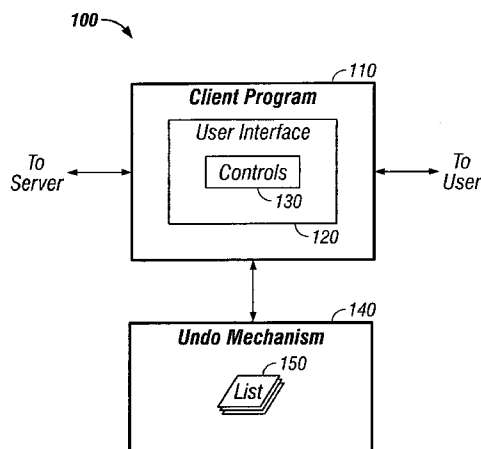 100
110
Client Program
User Interface
Controls
130
120
To
Server
To
User
140
Undo Mechanism
150
List